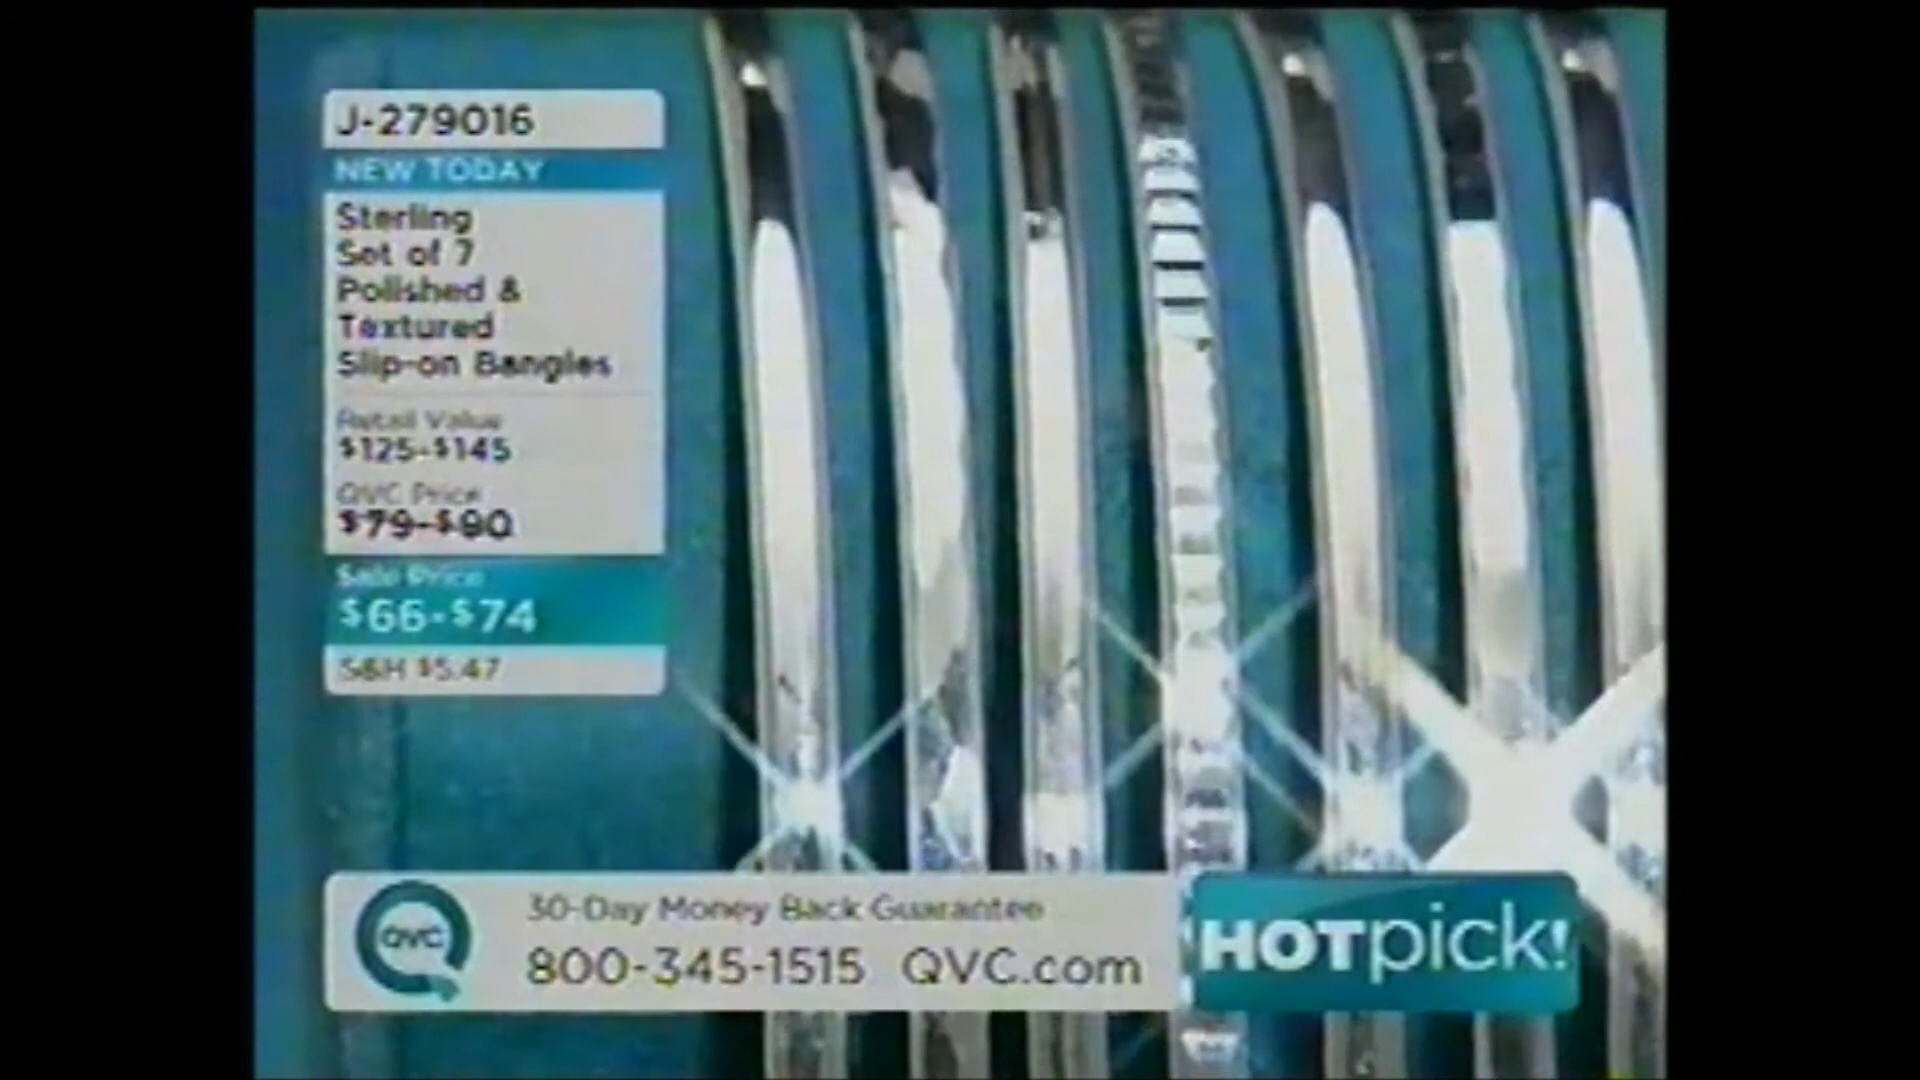 J-279016
NEW TODAY
Sterling
Set of 7
Polished &
Textured
Slip-on Bangles
Retail Value
$125-$145
QVC Price
$79-$90
Sale Price
$66-$74
S&H $5.47
QVC
30-Day Money Back Guarantee
800-345-1515 QVC.com
HOTpick!